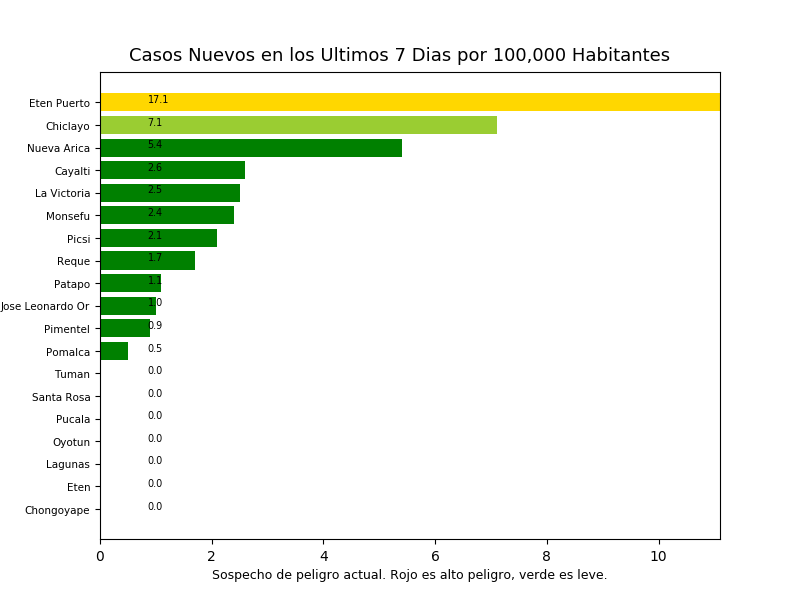 Casos Nuevos en los Ultimos 7 Dias por 100,000 Habitantes
Eten Puerto 17.1
Chiclayo 7.1
Nueva Arica 5.4
Cayalti 2.6
La Victoria 2.5
Monsefu 2.4
Picsi 2.1
Reque 1.7
Patapo 1.1
Jose Leonardo Or 1.0
Pimentel 0.9
Pomalca 0.5
Tuman 0.0
Santa Rosa 0.0
Pucala 0.0
Oyotun 0.0
Lagunas 0.0
Eten 0.0
Chongoyape 0.0
0 2 4 6 8 10
Sospecho de peligro actual. Rojo es alto peligro, verde es leve.